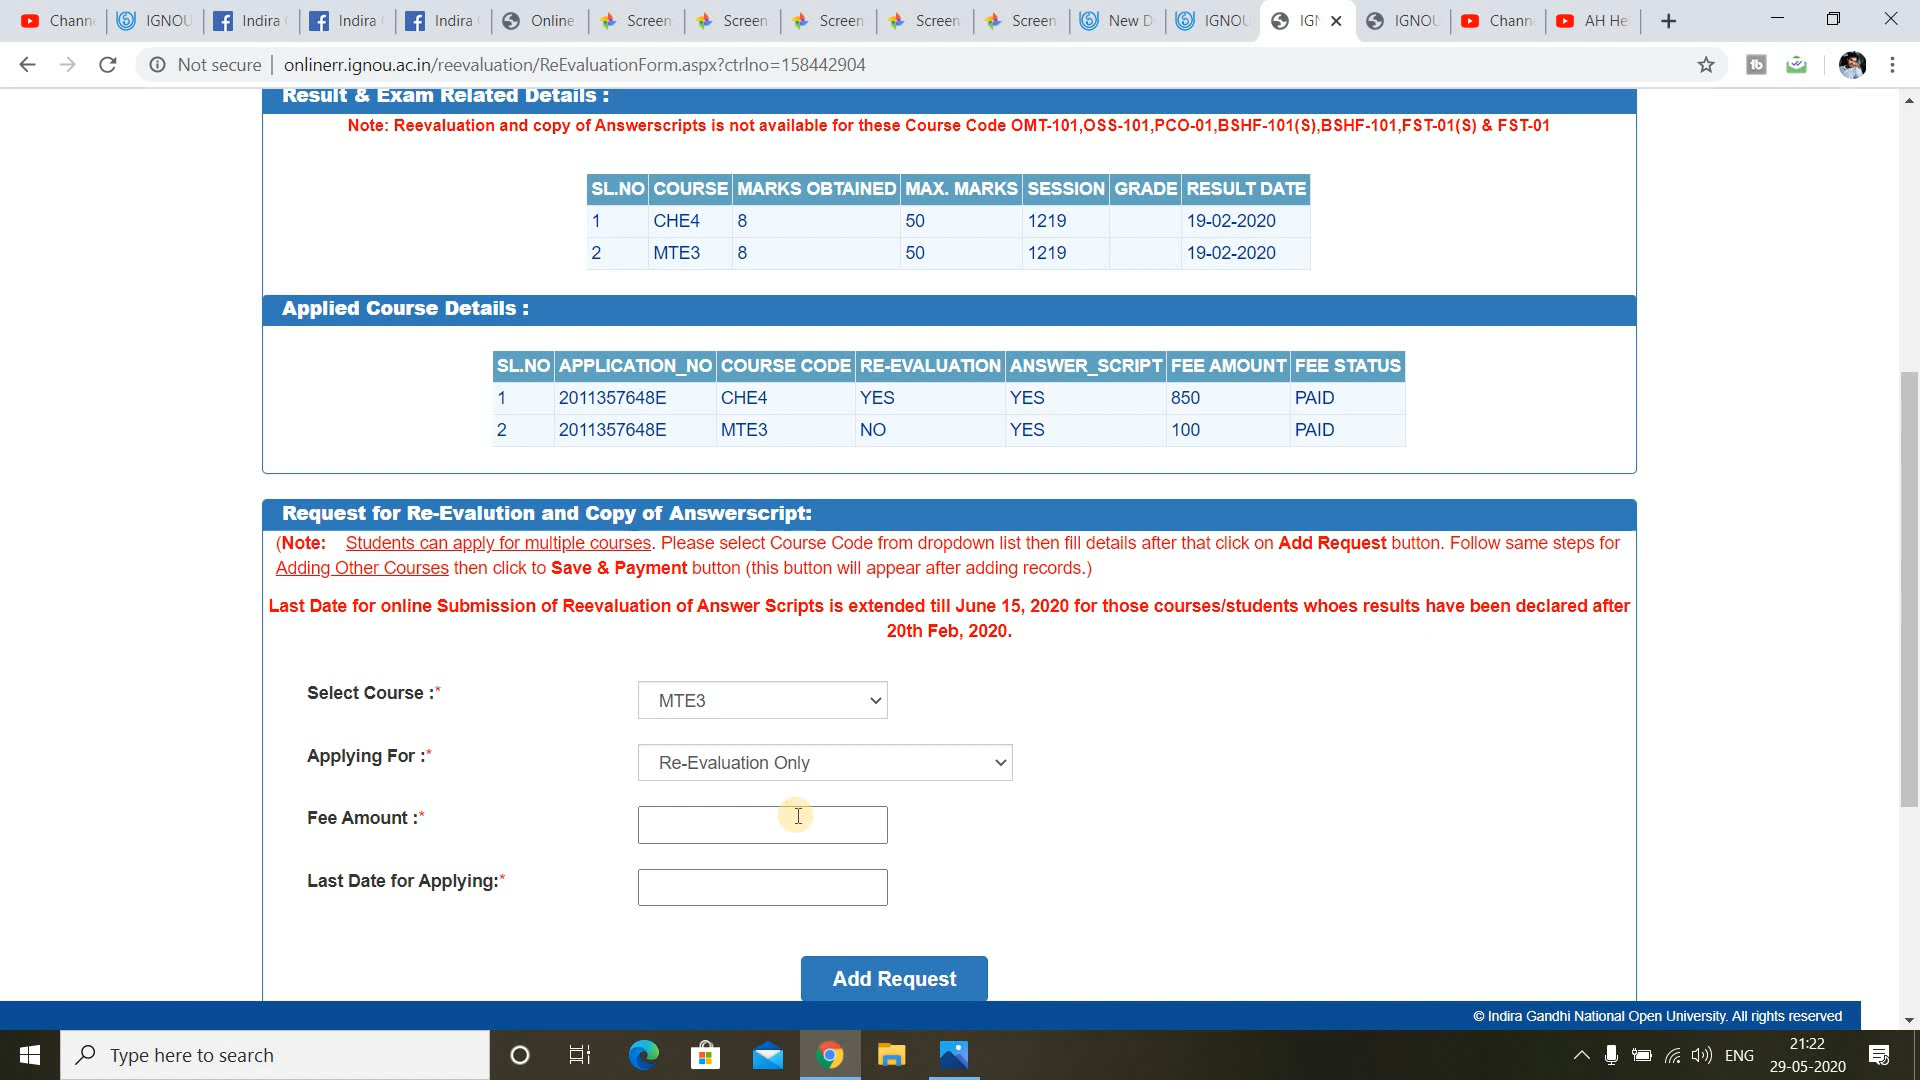 Chann
IGNOU
Indira
Indira
Indira
Online
Screen
Screen
Screen
Screen
Screen
New D
IGNOU
IGN
IGNOU
Chann
AH He
Not secure | onlinerr.ignou.ac.in/reevaluation/ReEvaluationForm.aspx?ctrlno=158442904
Result & Exam Related Details :
Note: Reevaluation and copy of Answerscripts is not available for these Course Code OMT-101,OSS-101,PCO-01,BSHF-101(S),BSHF-101,FST-01(S) & FST-01
SL.NO COURSE MARKS OBTAINED MAX. MARKS SESSION GRADE RESULT DATE
1 CHE4 8 50 1219 19-02-2020
2 MTE3 8 50 1219 19-02-2020
Applied Course Details :
SL.NO APPLICATION_NO COURSE CODE RE-EVALUATION ANSWER_SCRIPT FEE AMOUNT FEE STATUS
1 2011357648E CHE4 YES YES 850 PAID
2 2011357648E MTE3 NO YES 100 PAID
Request for Re-Evalution and Copy of Answerscript:
(Note: Students can apply for multiple courses. Please select Course Code from dropdown list then fill details after that click on Add Request button. Follow same steps for
Adding Other Courses then click to Save & Payment button (this button will appear after adding records.)
Last Date for online Submission of Reevaluation of Answer Scripts is extended till June 15, 2020 for those courses/students whoes results have been declared after
20th Feb, 2020.
Select Course :* MTE3
Applying For :* Re-Evaluation Only
Fee Amount :*
Last Date for Applying:*
Add Request
© Indira Gandhi National Open University. All rights reserved
Type here to search
ENG
21:22
29-05-2020